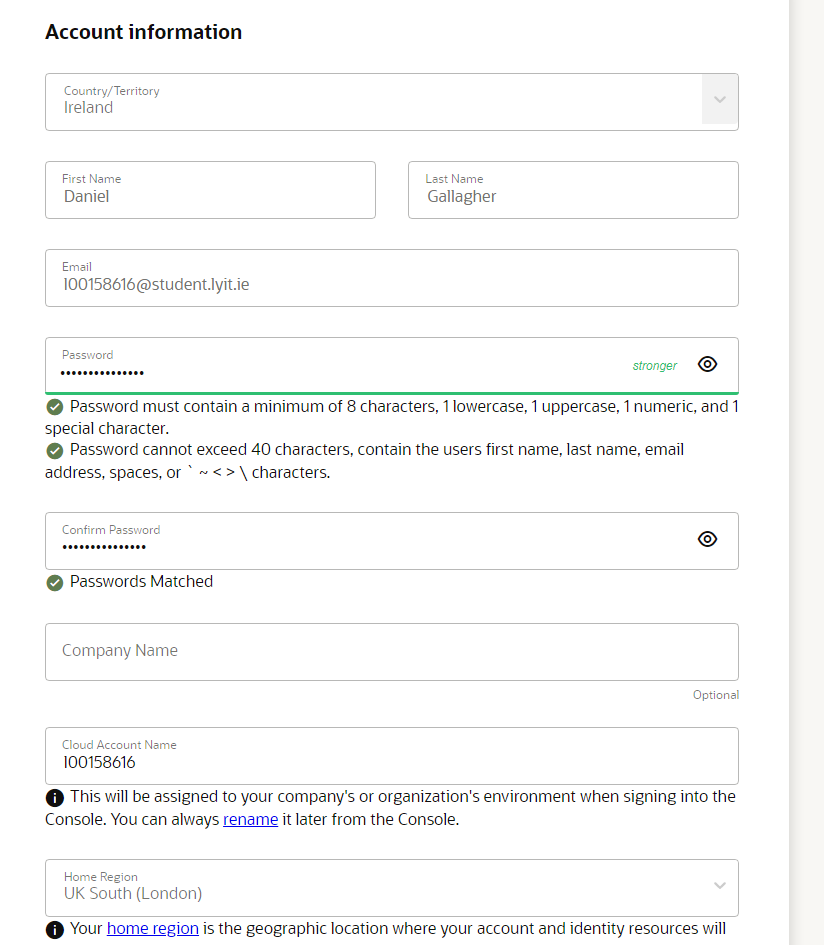 Account information
Country/Territory
Ireland
First Name
Daniel
Last Name
Gallagher
Email
l00158616@student.lyit.ie
Password
•••••••••••••••
stronger
Password must contain a minimum of 8 characters, 1 lowercase, 1 uppercase, 1 numeric, and 1
special character.
Password cannot exceed 40 characters, contain the users first name, last name, email
address, spaces, or ` ~ < > \ characters.
Confirm Password
•••••••••••••••
Passwords Matched
Company Name
Optional
Cloud Account Name
l00158616
This will be assigned to your company's or organization's environment when signing into the
Console. You can always rename it later from the Console.
Home Region
UK South (London)
Your home region is the geographic location where your account and identity resources will